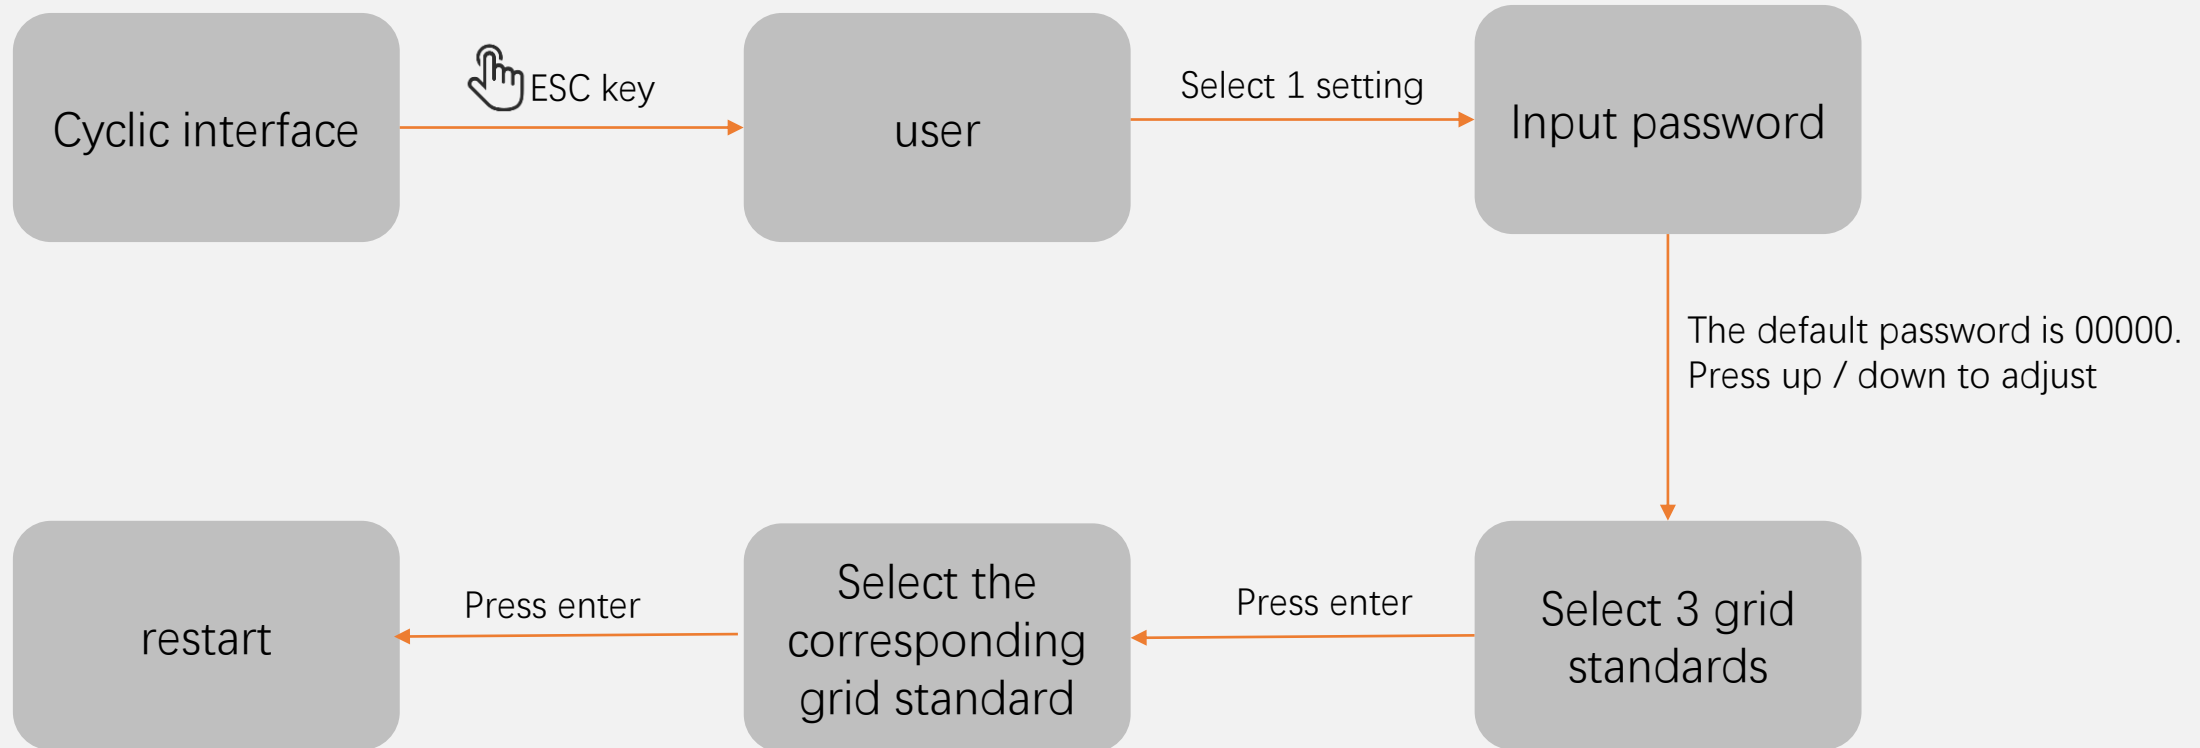 Cyclic interface
ESC key
user
Select 1 setting
Input password
The default password is 00000.
Press up / down to adjust
Select 3 grid
standards
Press enter
Select the
corresponding
grid standard
Press enter
restart